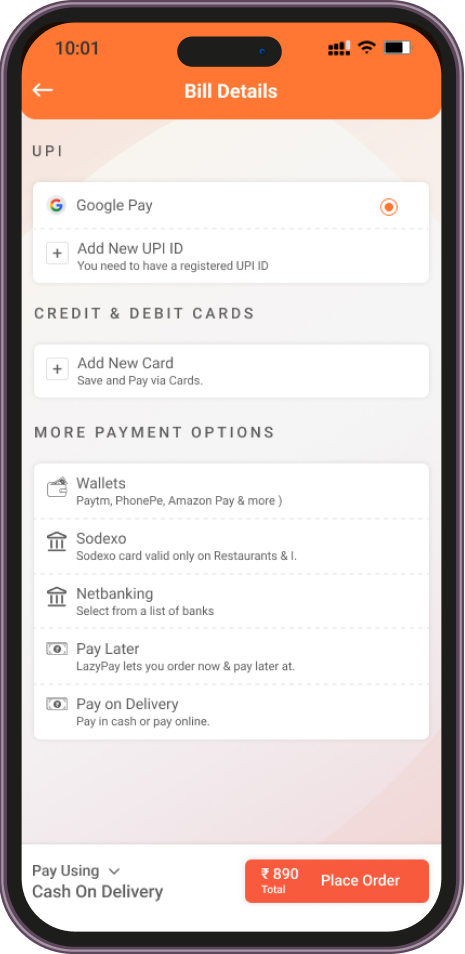 10:01
Bill Details
UPI
Google Pay
Add New UPI ID
You need to have a registered UPI ID
CREDIT & DEBIT CARDS
Add New Card
Save and Pay via Cards.
MORE PAYMENT OPTIONS
Wallets
Paytm, PhonePe, Amazon Pay & more )
Sodexo
Sodexo card valid only on Restaurants & I.
Netbanking
Select from a list of banks
Pay Later
LazyPay lets you order now & pay later at.
Pay on Delivery
Pay in cash or pay online.
Pay Using
Cash On Delivery
₹ 890
Total
Place Order